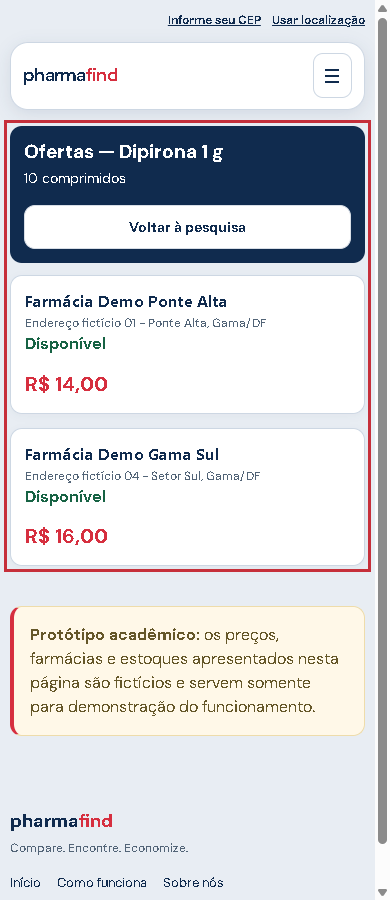 Informe seu CEP Usar localização
pharmafind
Ofertas — Dipirona 1 g
10 comprimidos
Voltar à pesquisa
Farmácia Demo Ponte Alta
Endereço fictício 01 - Ponte Alta, Gama/DF
Disponível
R$ 14,00
Farmácia Demo Gama Sul
Endereço fictício 04 - Setor Sul, Gama/DF
Disponível
R$ 16,00
Protótipo acadêmico: os preços,
farmácias e estoques apresentados nesta
página são fictícios e servem somente
para demonstração do funcionamento.
pharmafind
Compare. Encontre. Economize.
Início Como funciona Sobre nós